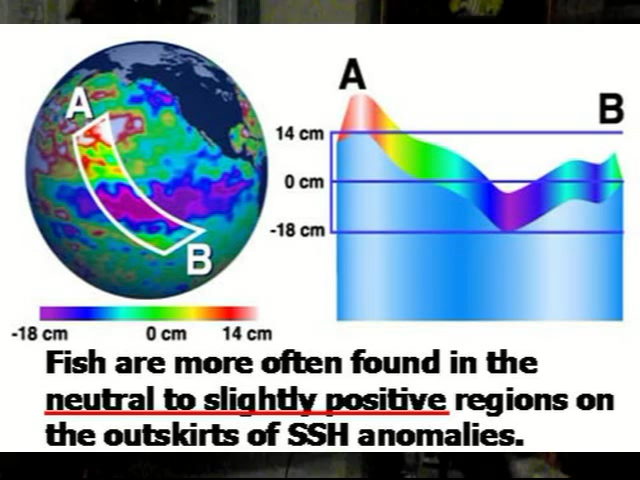 A
B
-18 cm 0 cm 14 cm
A
B
14 cm
0 cm
-18 cm
Fish are more often found in the
neutral to slightly positive regions on
the outskirts of SSH anomalies.